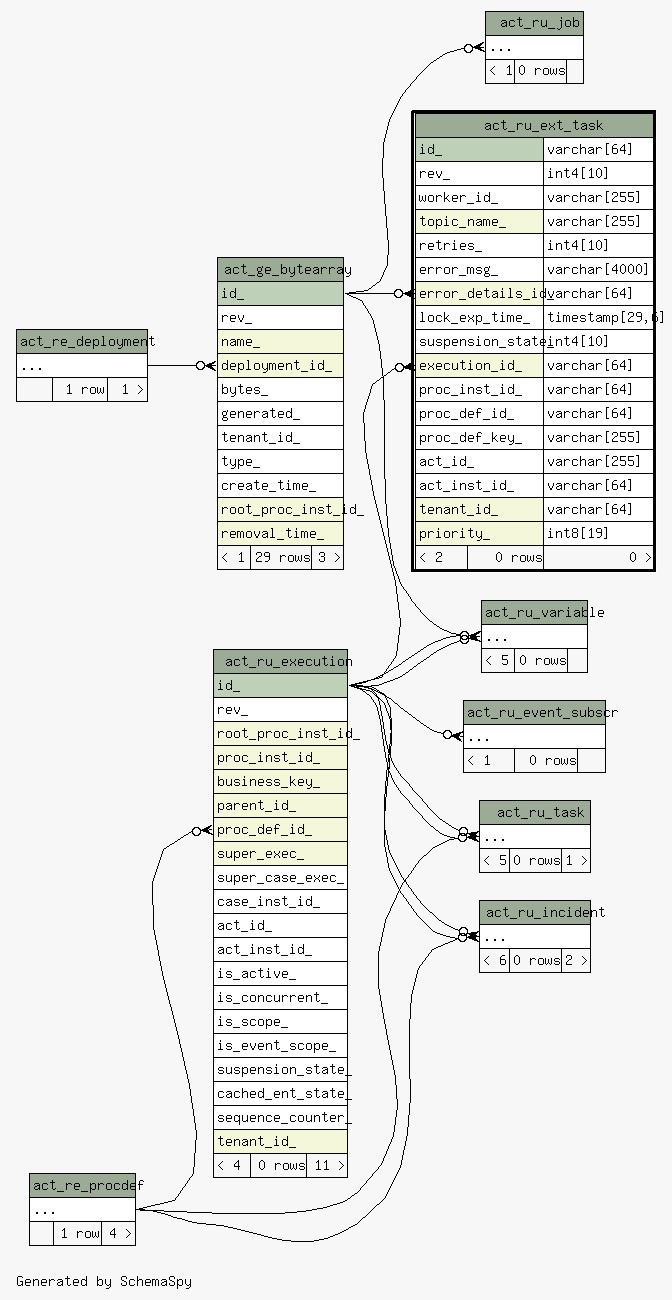 act_ru_job
...
< 1 0 rows
act_ru_ext_task
id_ varchar[64]
rev_ int4[10]
worker_id_ varchar[255]
topic_name_ varchar[255]
retries_ int4[10]
error_msg_ varchar[4000]
error_details_id_ varchar[64]
lock_exp_time_ timestamp[29,6]
suspension_state_ int4[10]
execution_id_ varchar[64]
proc_inst_id_ varchar[64]
proc_def_id_ varchar[64]
proc_def_key_ varchar[255]
act_id_ varchar[255]
act_inst_id_ varchar[64]
tenant_id_ varchar[64]
priority_ int8[19]
< 2 0 rows 0 >
act_ge_bytearray
id_
rev_
name_
deployment_id_
bytes_
generated_
tenant_id_
type_
create_time_
root_proc_inst_id_
removal_time_
< 1 29 rows 3 >
act_re_deployment
...
1 row 1 >
act_ru_variable
...
< 5 0 rows
act_ru_execution
id_
rev_
root_proc_inst_id_
proc_inst_id_
business_key_
parent_id_
proc_def_id_
super_exec_
super_case_exec_
case_inst_id_
act_id_
act_inst_id_
is_active_
is_concurrent_
is_scope_
is_event_scope_
suspension_state_
cached_ent_state_
sequence_counter_
tenant_id_
< 4 0 rows 11 >
act_ru_event_subscr
...
< 1 0 rows
act_ru_task
...
< 5 0 rows 1 >
act_ru_incident
...
< 6 0 rows 2 >
act_re_procdef
...
1 row 4 >
Generated by SchemaSpy